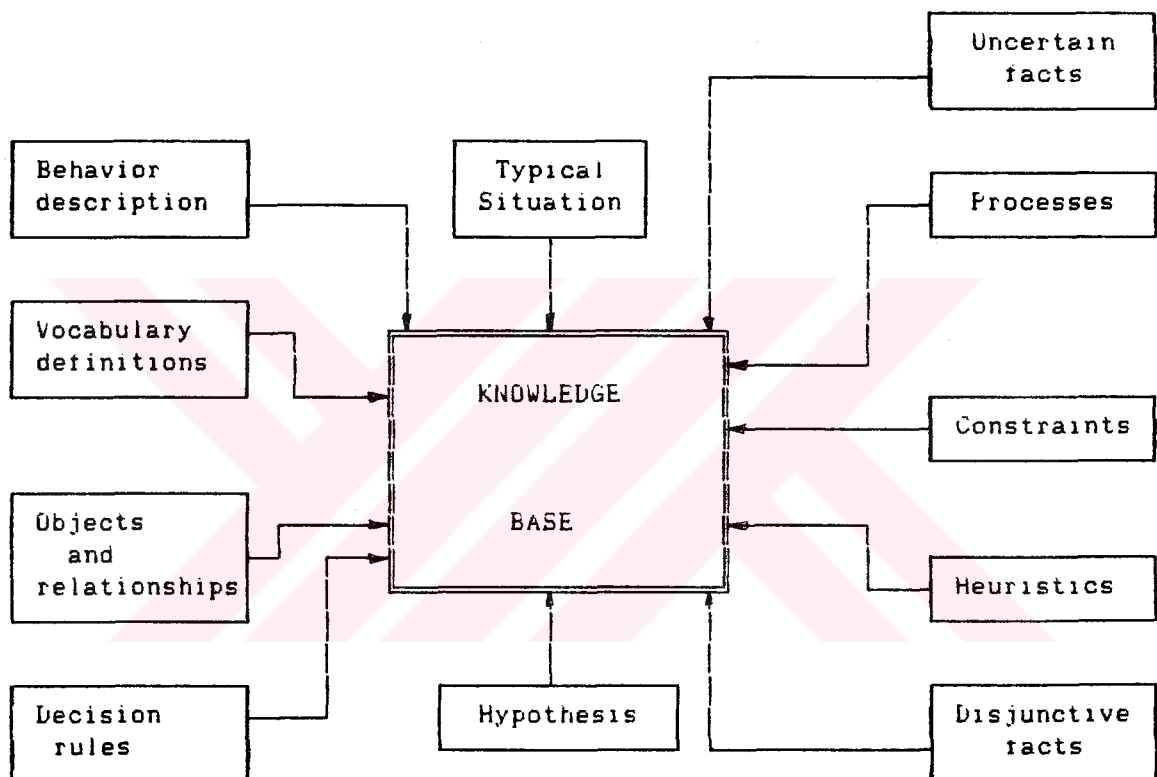 Uncertain
facts
Behavior
description
Typical
Situation
Processes
Vocabulary
definitions
KNOWLEDGE
BASE
Constraints
Objects
and
relationships
Heuristics
Decision
rules
Hypothesis
Disjunctive
facts